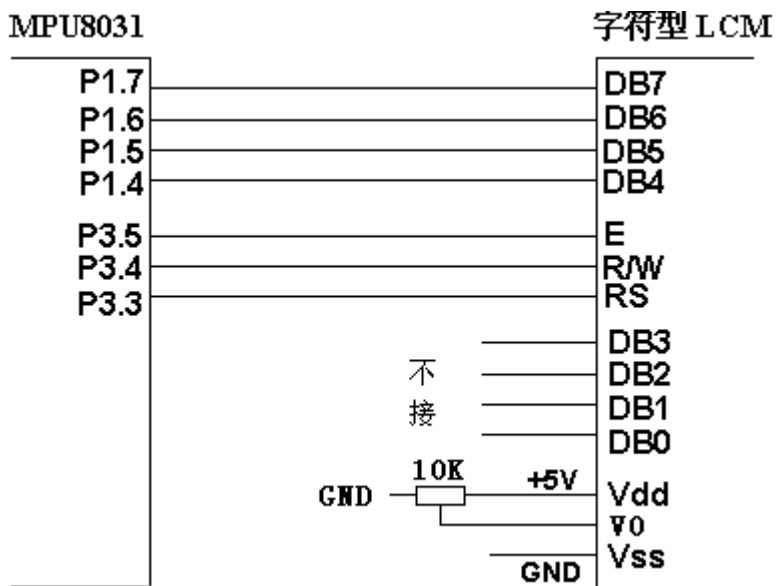 MPU8031 字符型 LCM
P1.7 DB7
P1.6 DB6
P1.5 DB5
P1.4 DB4
P3.5 E
P3.4 R/W
P3.3 RS
DB3
不 DB2
接 DB1
DB0
GND 10K +5V Vdd
V0
GND Vss